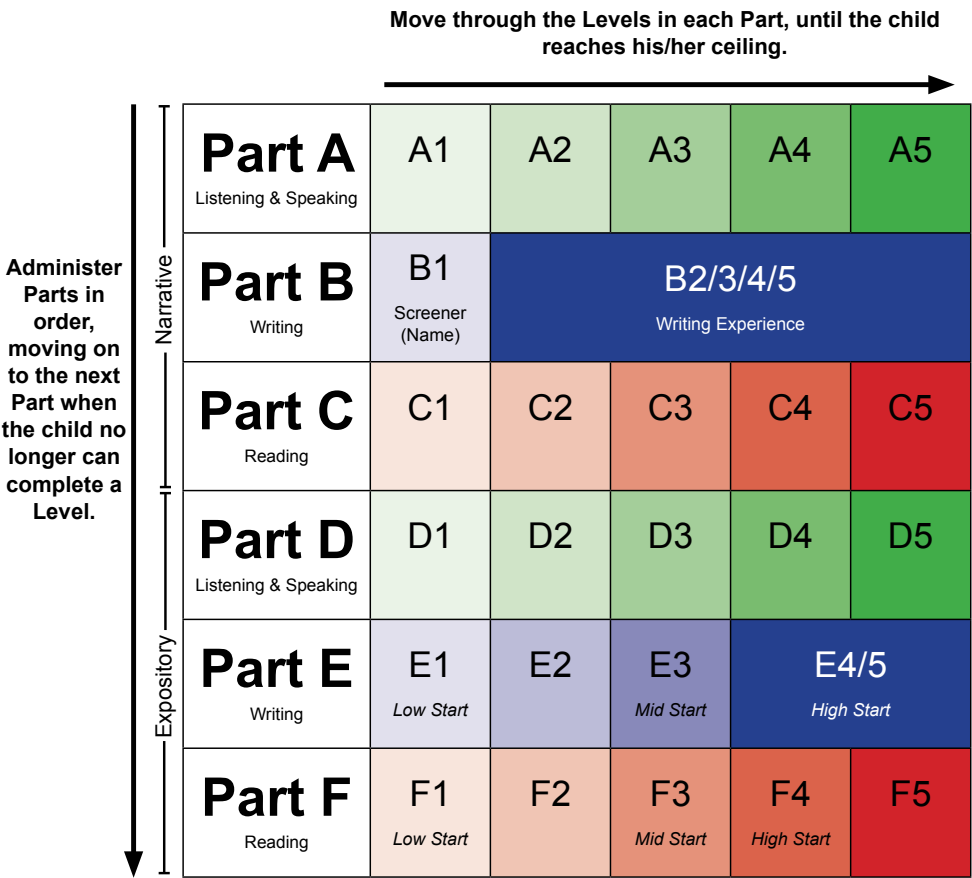 Move through the Levels in each Part, until the child
reaches his/her ceiling.
Administer
Parts in
order,
moving on
to the next
Part when
the child no
longer can
complete a
Level.
Narrative
Expository
Part A
Listening & Speaking
A1
A2
A3
A4
A5
Part B
Writing
B1
Screener
(Name)
B2/3/4/5
Writing Experience
Part C
Reading
C1
C2
C3
C4
C5
Part D
Listening & Speaking
D1
D2
D3
D4
D5
Part E
Writing
E1
Low Start
E2
E3
Mid Start
E4/5
High Start
Part F
Reading
F1
Low Start
F2
F3
Mid Start
F4
High Start
F5